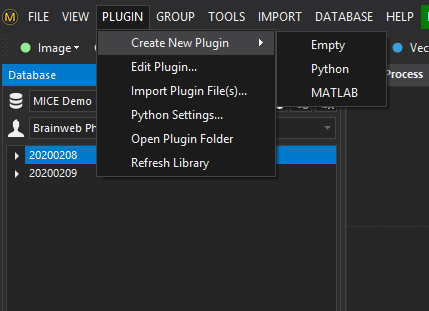 M FILE VIEW PLUGIN GROUP TOOLS IMPORT DATABASE HELP
Image Create New Plugin Empty Vec
Database Edit Plugin... Python Process
MICE Demo Import Plugin File(s)... MATLAB
Python Settings...
Brainweb Ph Open Plugin Folder
20200208 Refresh Library
20200209